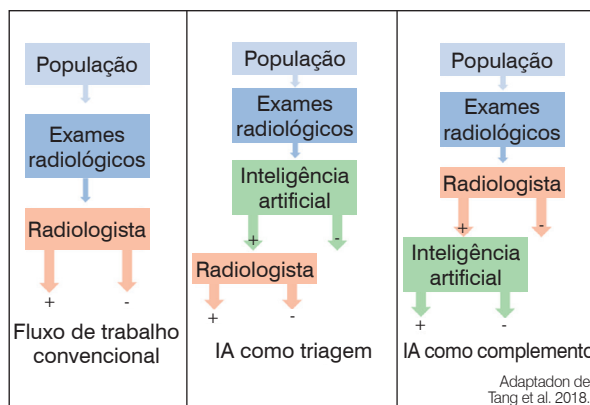 População
Exames
radiológicos
Radiologista
+ -
Fluxo de trabalho
convencional
População
Exames
radiológicos
Inteligência
artificial
+ -
Radiologista
+ -
IA como triagem
População
Exames
radiológicos
Radiologista
+ -
Inteligência
artificial
+ -
IA como complemento
Adaptadon de
Tang et al. 2018.